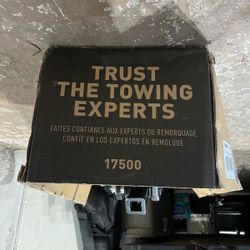 TRUST
THE TOWING
EXPERTS
FAITES CONFIANCE AUX EXPERTS DU REMORQUAGE
CONFÍE EN LOS EXPERTOS EN REMOLQUE
17500